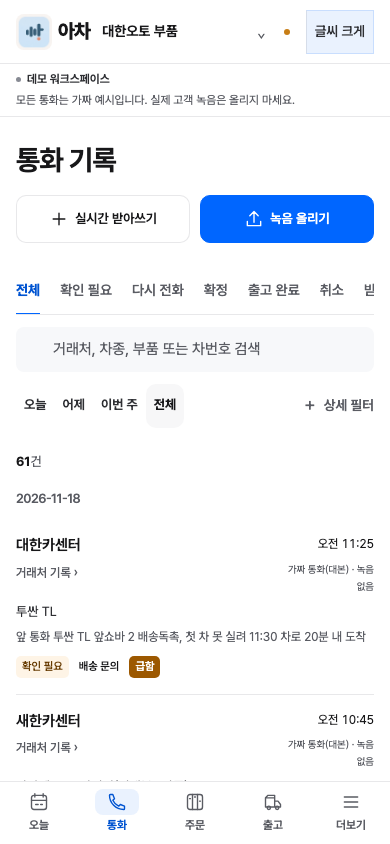 아차 대한오토 부품
글씨 크게
데모 워크스페이스
모든 통화는 가짜 예시입니다. 실제 고객 녹음은 올리지 마세요.
통화 기록
실시간 받아쓰기
녹음 올리기
전체 확인 필요 다시 전화 확정 출고 완료 취소
거래처, 차종, 부품 또는 차번호 검색
오늘 어제 이번 주 전체 + 상세 필터
61건
2026-11-18
대한카센터 오전 11:25
거래처 기록 › 가짜 통화(대본) · 녹음
없음
투싼 TL
앞 통화 투싼 TL 앞쇼바 2 배송독촉, 첫 차 못 실려 11:30 차로 20분 내 도착
확인 필요 배송 문의 급함
새한카센터 오전 10:45
거래처 기록 › 가짜 통화(대본) · 녹음
없음
오늘 통화 주문 출고 더보기